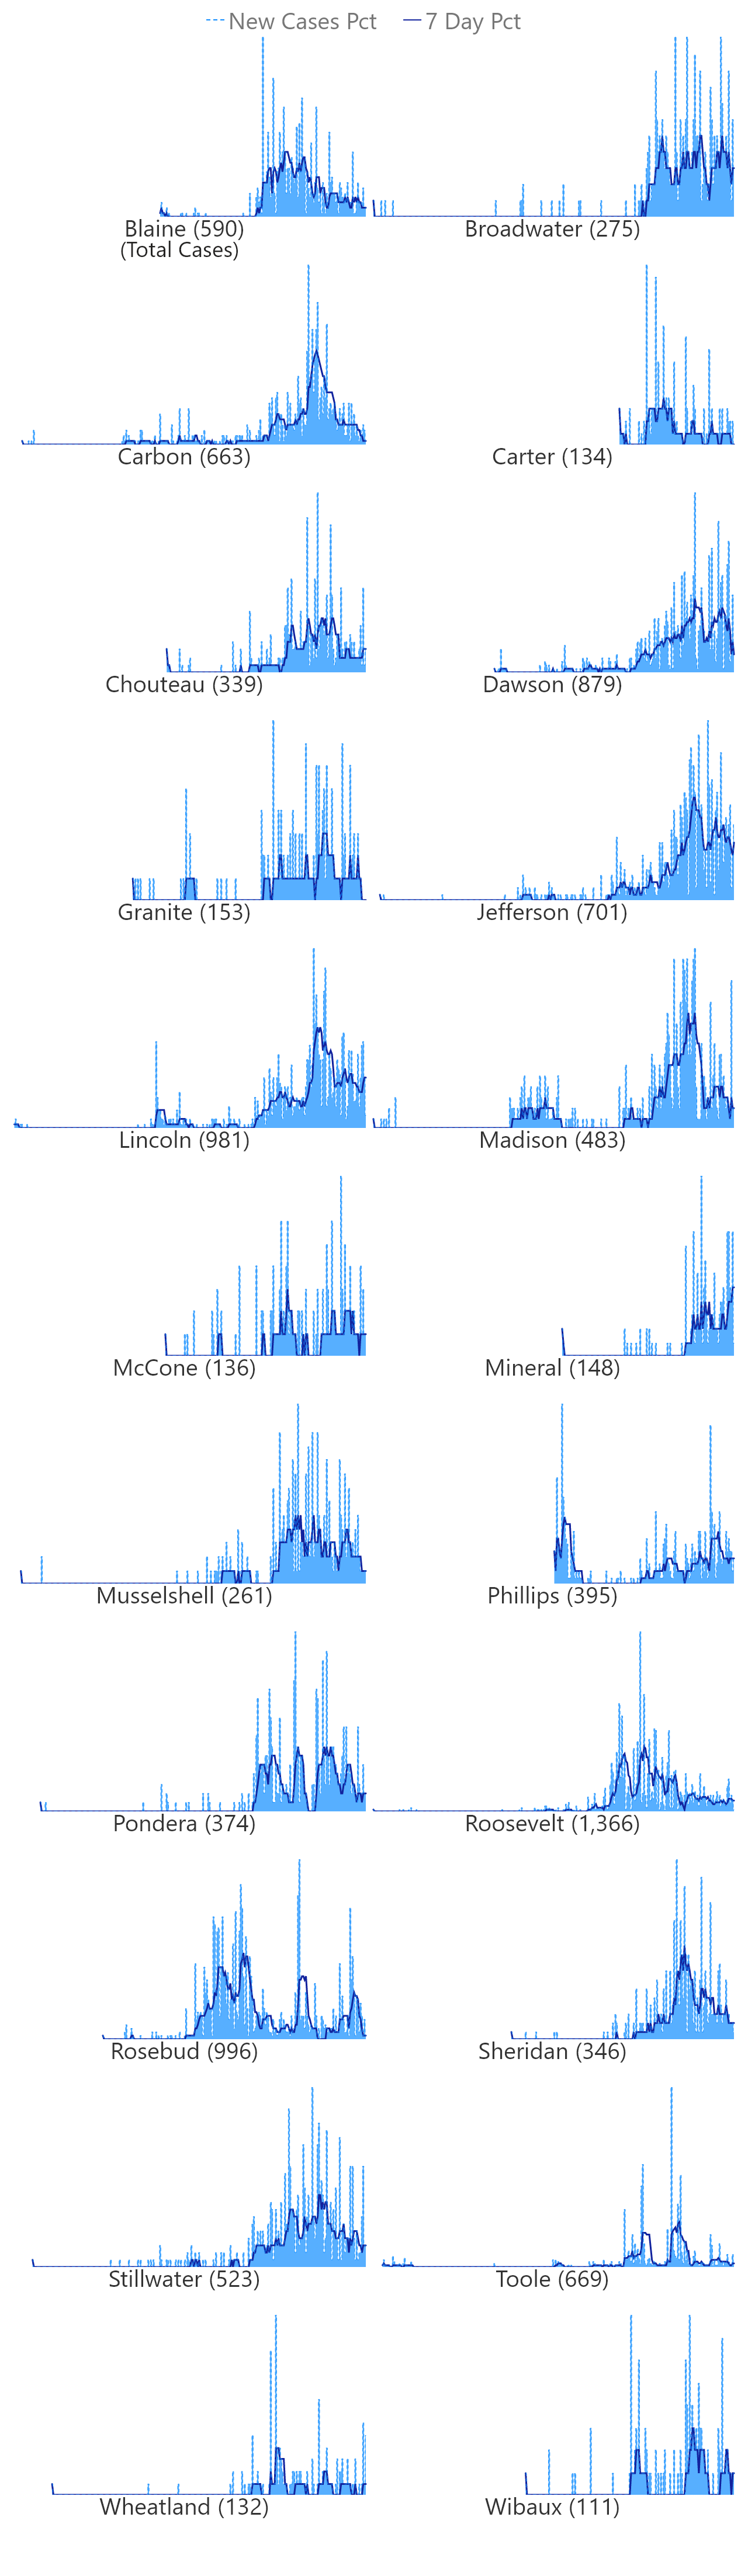 New Cases Pct 7 Day Pct
Blaine (590) Broadwater (275)
(Total Cases)
Carbon (663) Carter (134)
Chouteau (339) Dawson (879)
Granite (153) Jefferson (701)
Lincoln (981) Madison (483)
McCone (136) Mineral (148)
Musselshell (261) Phillips (395)
Pondera (374) Roosevelt (1,366)
Rosebud (996) Sheridan (346)
Stillwater (523) Toole (669)
Wheatland (132) Wibaux (111)